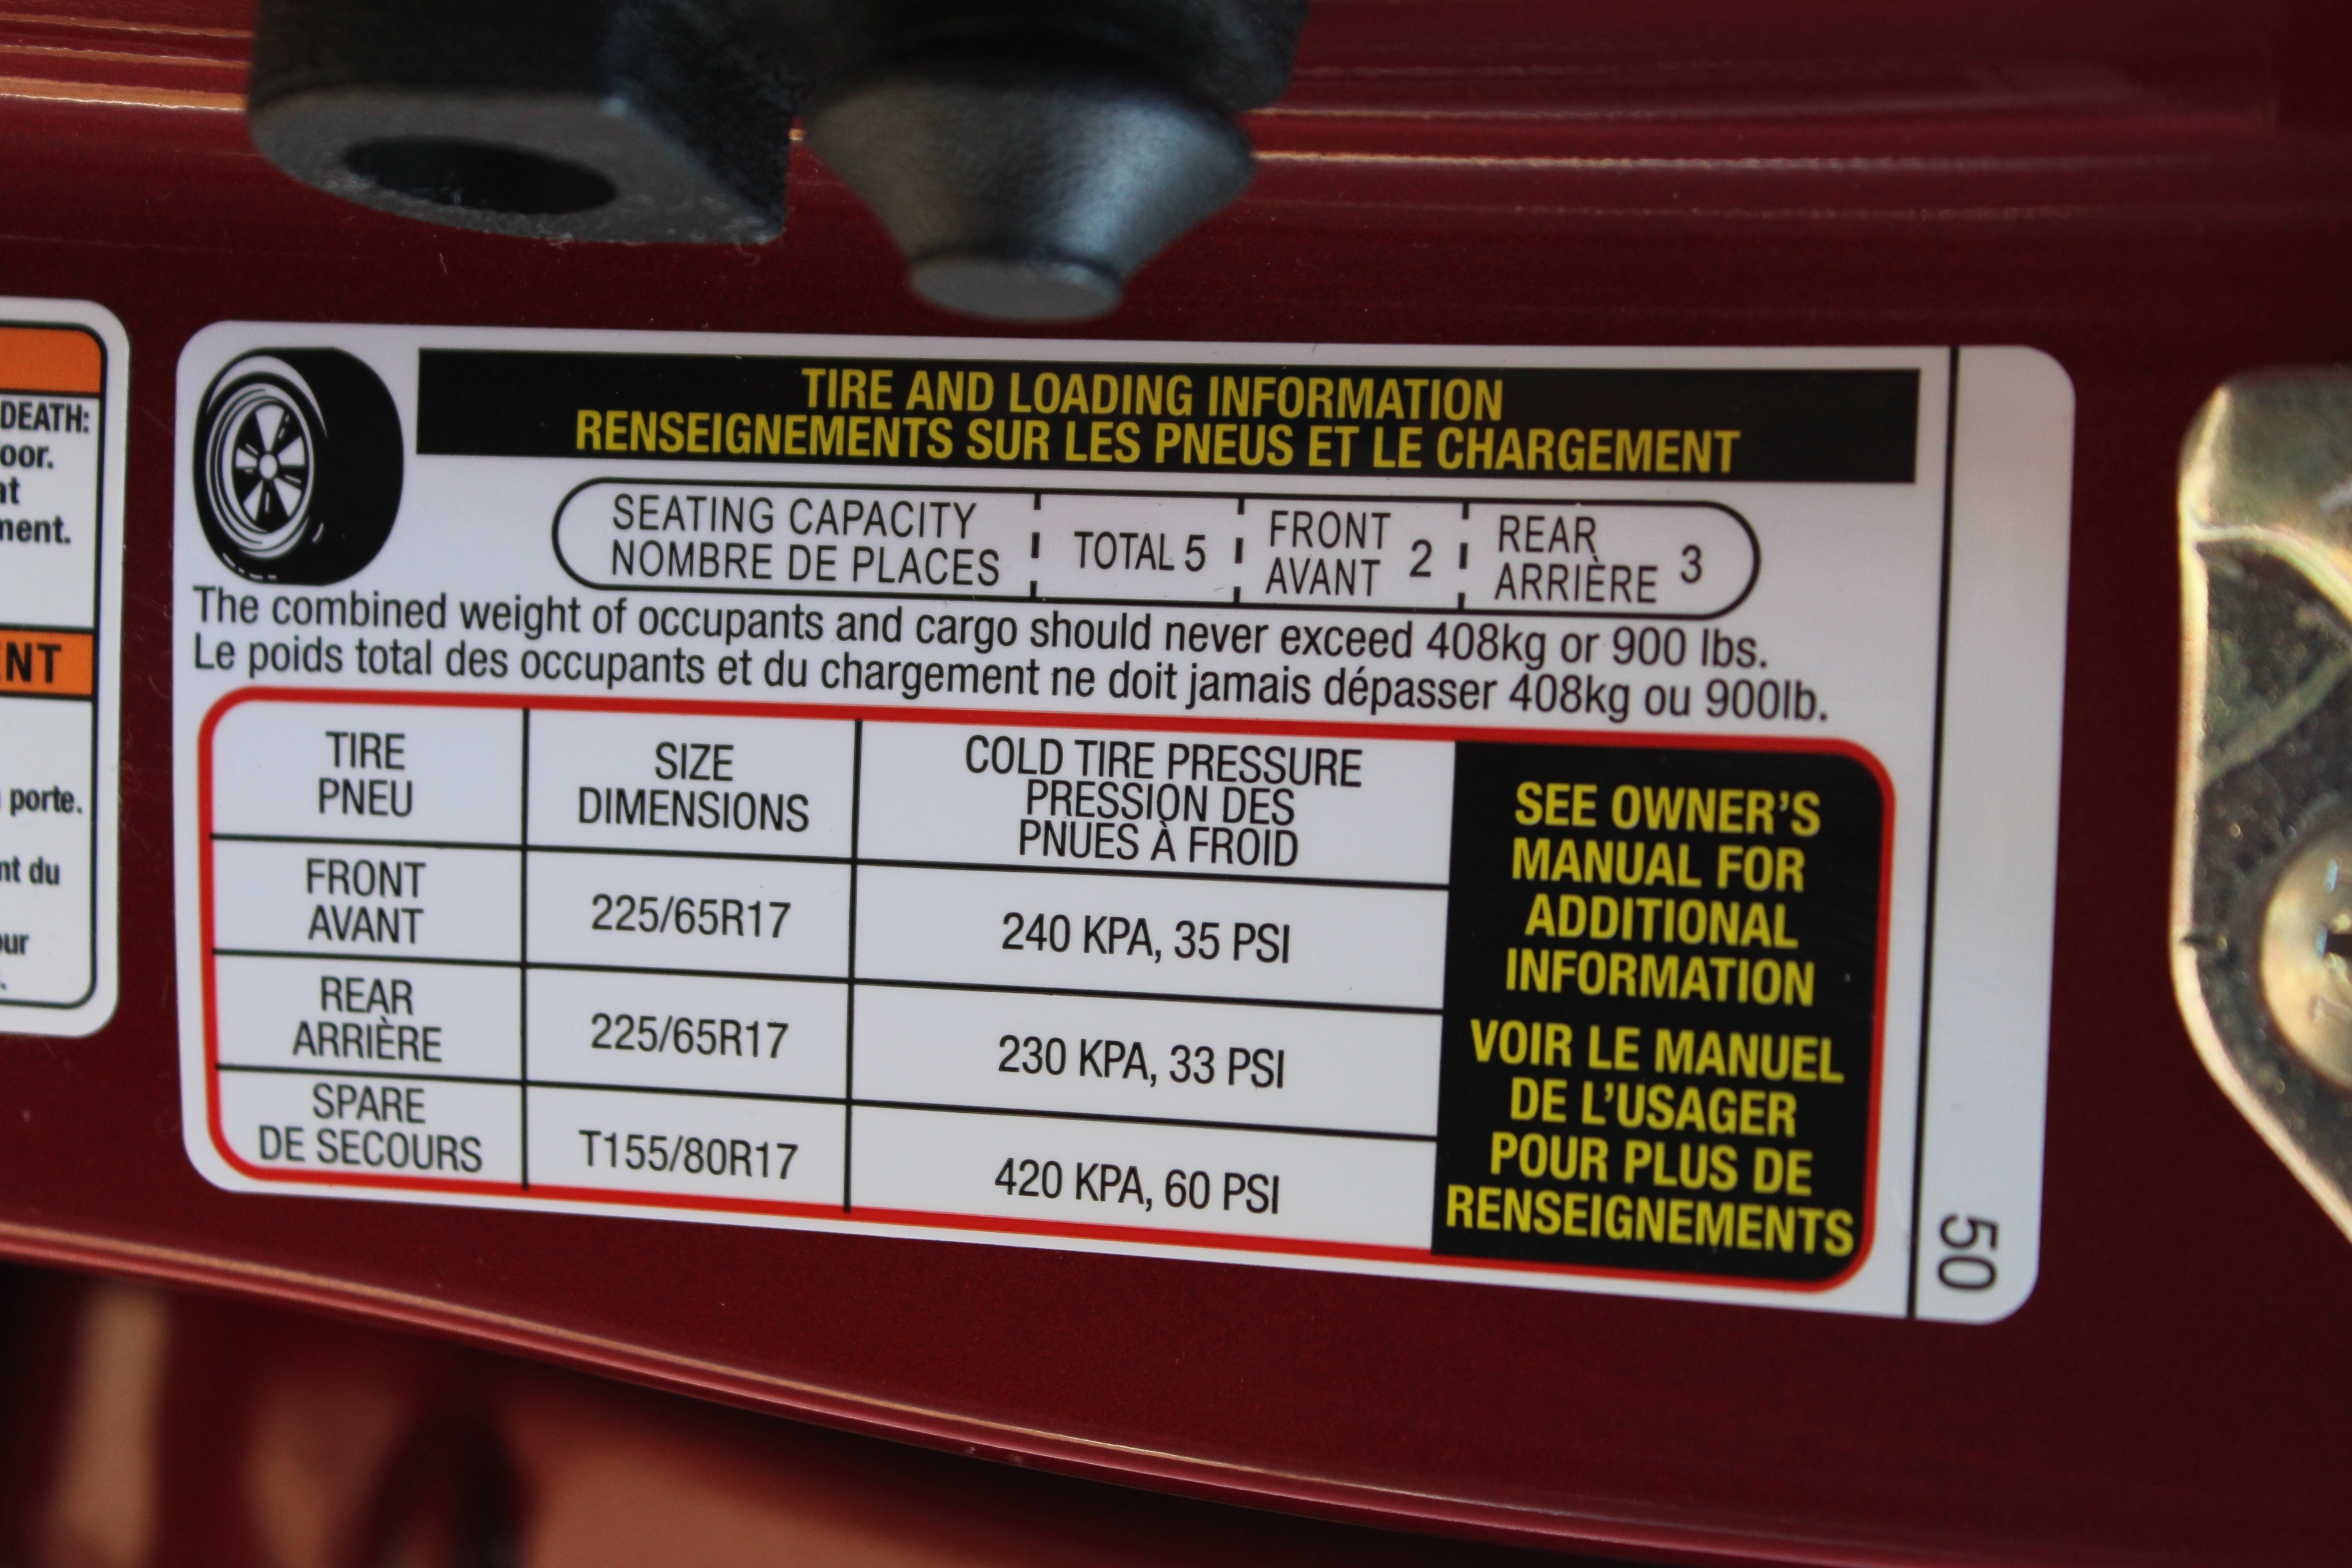 DEATH:
oor.
at
ment.
ENT
porte.
nt du
our
TIRE AND LOADING INFORMATION
RENSEIGNEMENTS SUR LES PNEUS ET LE CHARGEMENT
SEATING CAPACITY
NOMBRE DE PLACES
TOTAL 5
FRONT
AVANT 2
REAR
ARRIÈRE 3
The combined weight of occupants and cargo should never exceed 408kg or 900 lbs.
Le poids total des occupants et du chargement ne doit jamais dépasser 408kg ou 900lb.
TIRE
PNEU
SIZE
DIMENSIONS
COLD TIRE PRESSURE
PRESSION DES
PNUES À FROID
FRONT
AVANT
225/65R17
240 KPA, 35 PSI
REAR
ARRIÈRE
225/65R17
230 KPA, 33 PSI
SPARE
DE SECOURS
T155/80R17
420 KPA, 60 PSI
SEE OWNER'S
MANUAL FOR
ADDITIONAL
INFORMATION
VOIR LE MANUEL
DE L'USAGER
POUR PLUS DE
RENSEIGNEMENTS
50